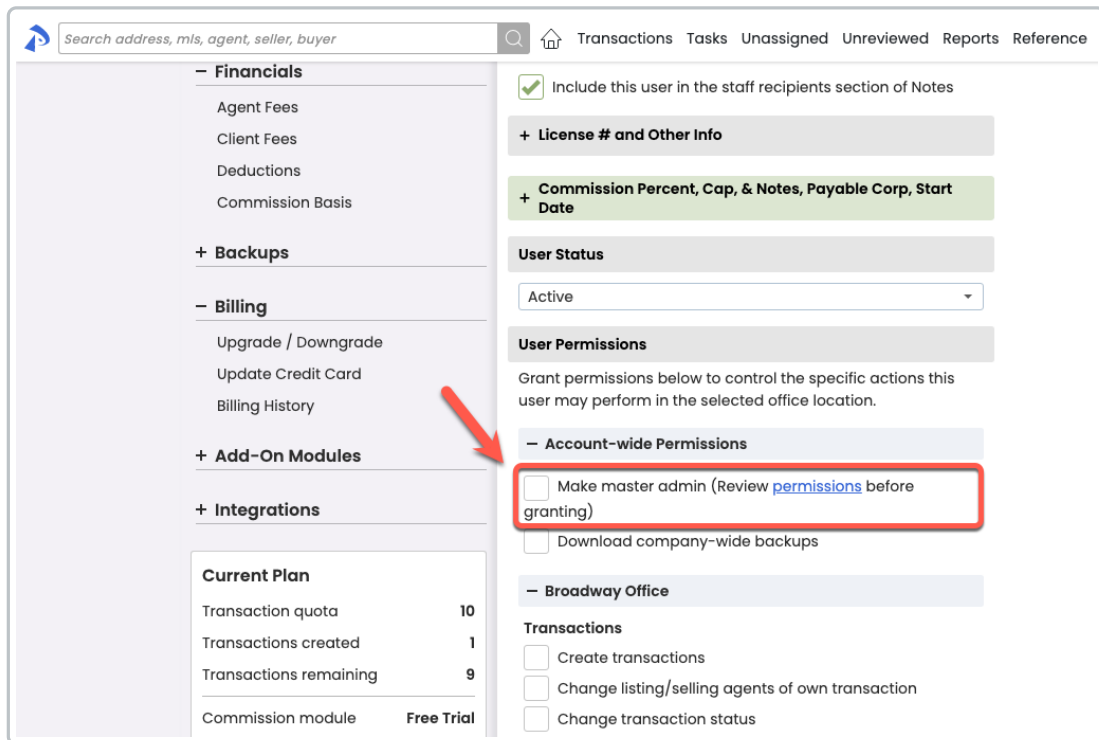 Search address, mls, agent, seller, buyer
Transactions Tasks Unassigned Unreviewed Reports Reference
– Financials
Agent Fees
Client Fees
Deductions
Commission Basis
+ Backups
– Billing
Upgrade / Downgrade
Update Credit Card
Billing History
+ Add-On Modules
+ Integrations
Current Plan
Transaction quota 10
Transactions created 1
Transactions remaining 9
Commission module Free Trial
Include this user in the staff recipients section of Notes
+ License # and Other Info
+ Commission Percent, Cap, & Notes, Payable Corp, Start
Date
User Status
Active
User Permissions
Grant permissions below to control the specific actions this
user may perform in the selected office location.
– Account-wide Permissions
Make master admin (Review permissions before
granting)
Download company-wide backups
– Broadway Office
Transactions
Create transactions
Change listing/selling agents of own transaction
Change transaction status